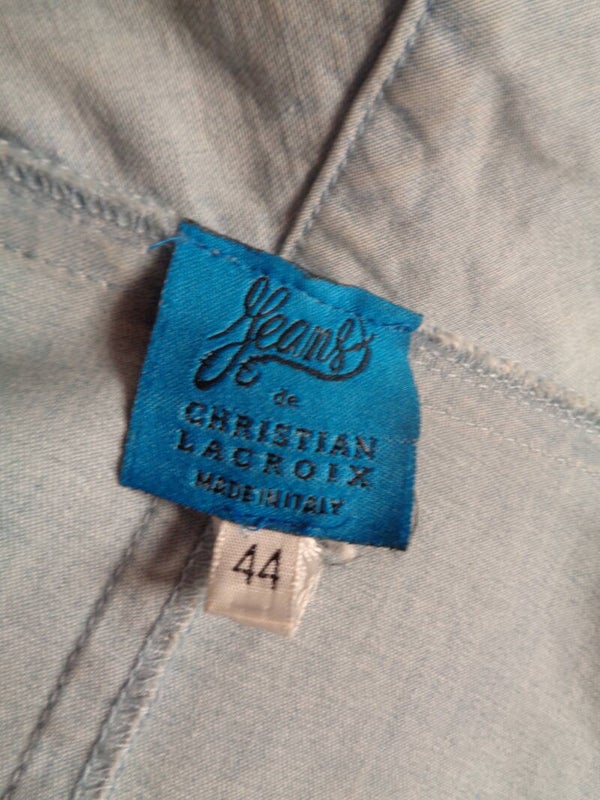 Jeans
de
CHRISTIAN
LACROIX
MADE IN ITALY
44